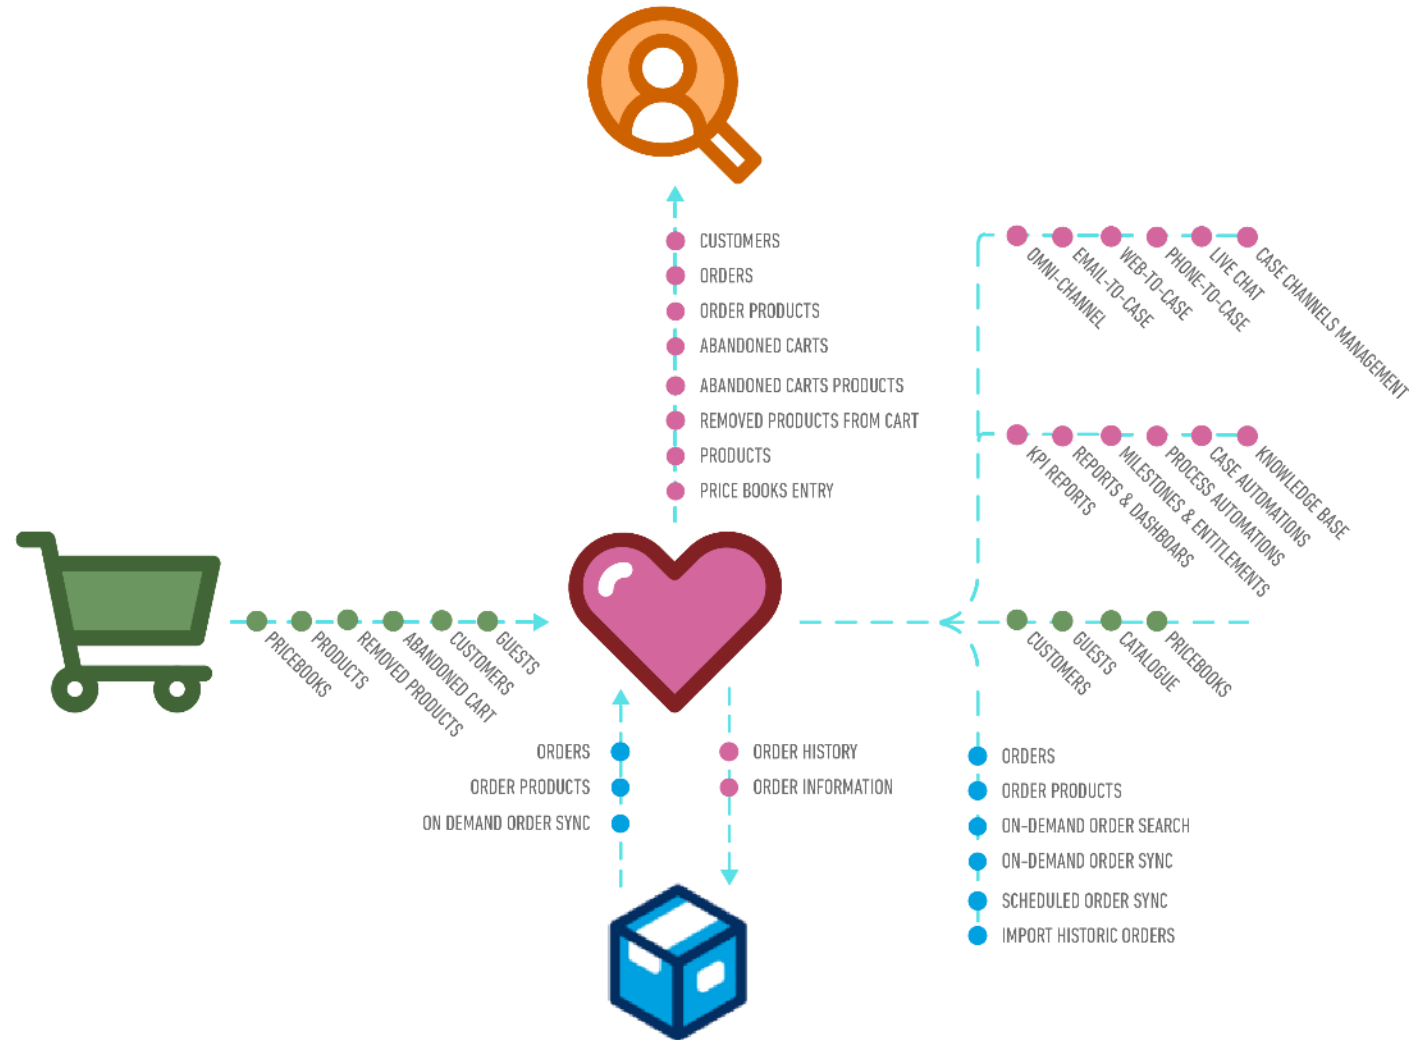 CUSTOMERS
ORDERS
ORDER PRODUCTS
ABANDONED CARTS
ABANDONED CARTS PRODUCTS
REMOVED PRODUCTS FROM CART
PRODUCTS
PRICE BOOKS ENTRY
OMNI-CHANNEL
EMAIL-TO-CASE
WEB-TO-CASE
PHONE-TO-CASE
LIVE CHAT
CASE CHANNELS MANAGEMENT
KPI REPORTS
REPORTS & DASHBOARS
MILESTONES & ENTITLEMENTS
PROCESS AUTOMATIONS
CASE AUTOMATIONS
KNOWLEDGE BASE
PRICEBOOKS
PRODUCTS
REMOVED PRODUCTS
ABANDONED CART
CUSTOMERS
GUESTS
CUSTOMERS
GUESTS
CATALOGUE
PRICEBOOKS
ORDERS
ORDER PRODUCTS
ON DEMAND ORDER SYNC
ORDER HISTORY
ORDER INFORMATION
ORDERS
ORDER PRODUCTS
ON-DEMAND ORDER SEARCH
ON-DEMAND ORDER SYNC
SCHEDULED ORDER SYNC
IMPORT HISTORIC ORDERS